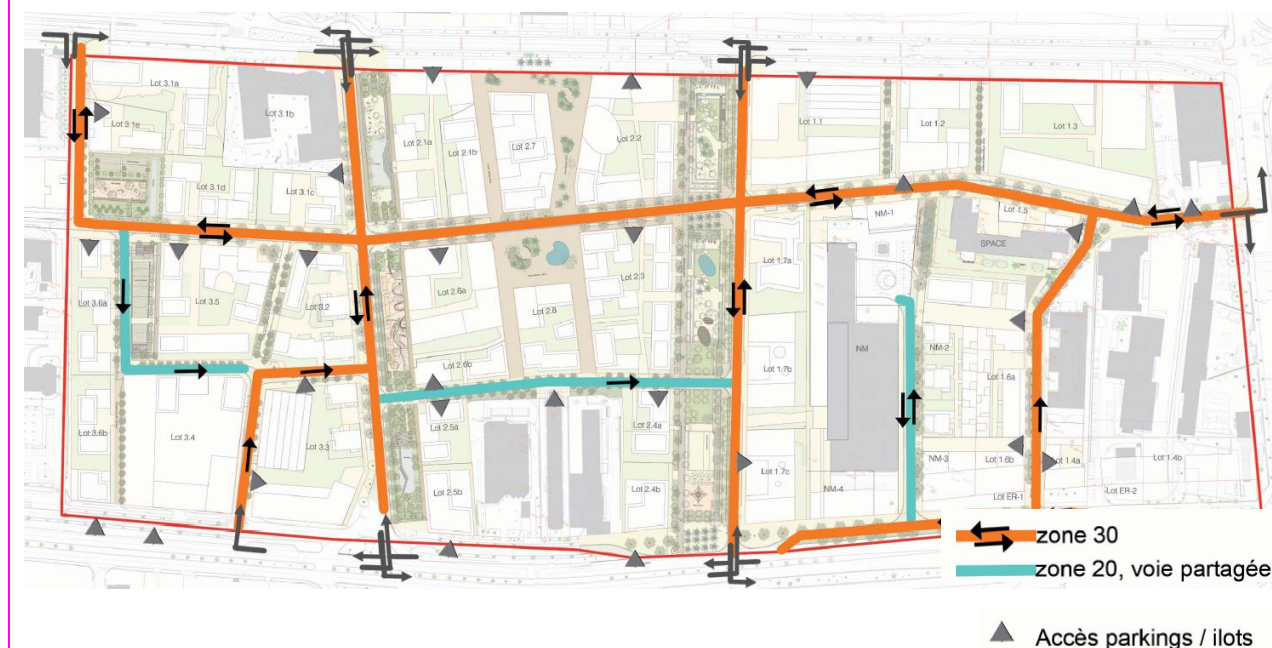 Lot 3.1a
Lot 3.1b
Lot 3.1e
Lot 3.1d
Lot 3.1c
Lot 2.1a
Lot 2.1b
Lot 2.7
Lot 2.2
Lot 1.1
Lot 1.2
Lot 1.3
NM-1
Lot 1.5
SPACE
Lot 3.6a
Lot 3.5
Lot 3.2
Lot 2.6a
Lot 2.8
Lot 2.3
Lot 1.7a
NM
NM-2
Lot 2.6b
Lot 1.7b
Lot 1.6a
Lot 3.6b
Lot 3.4
Lot 3.3
Lot 2.5a
Lot 2.4a
Lot 1.7c
NM-3
Lot 1.6b
Lot 1.4a
Lot 1.4b
Lot 2.5b
Lot 2.4b
NM-4
Lot ER-1
Lot ER-2
zone 30
zone 20, voie partagée
Accès parkings / ilots